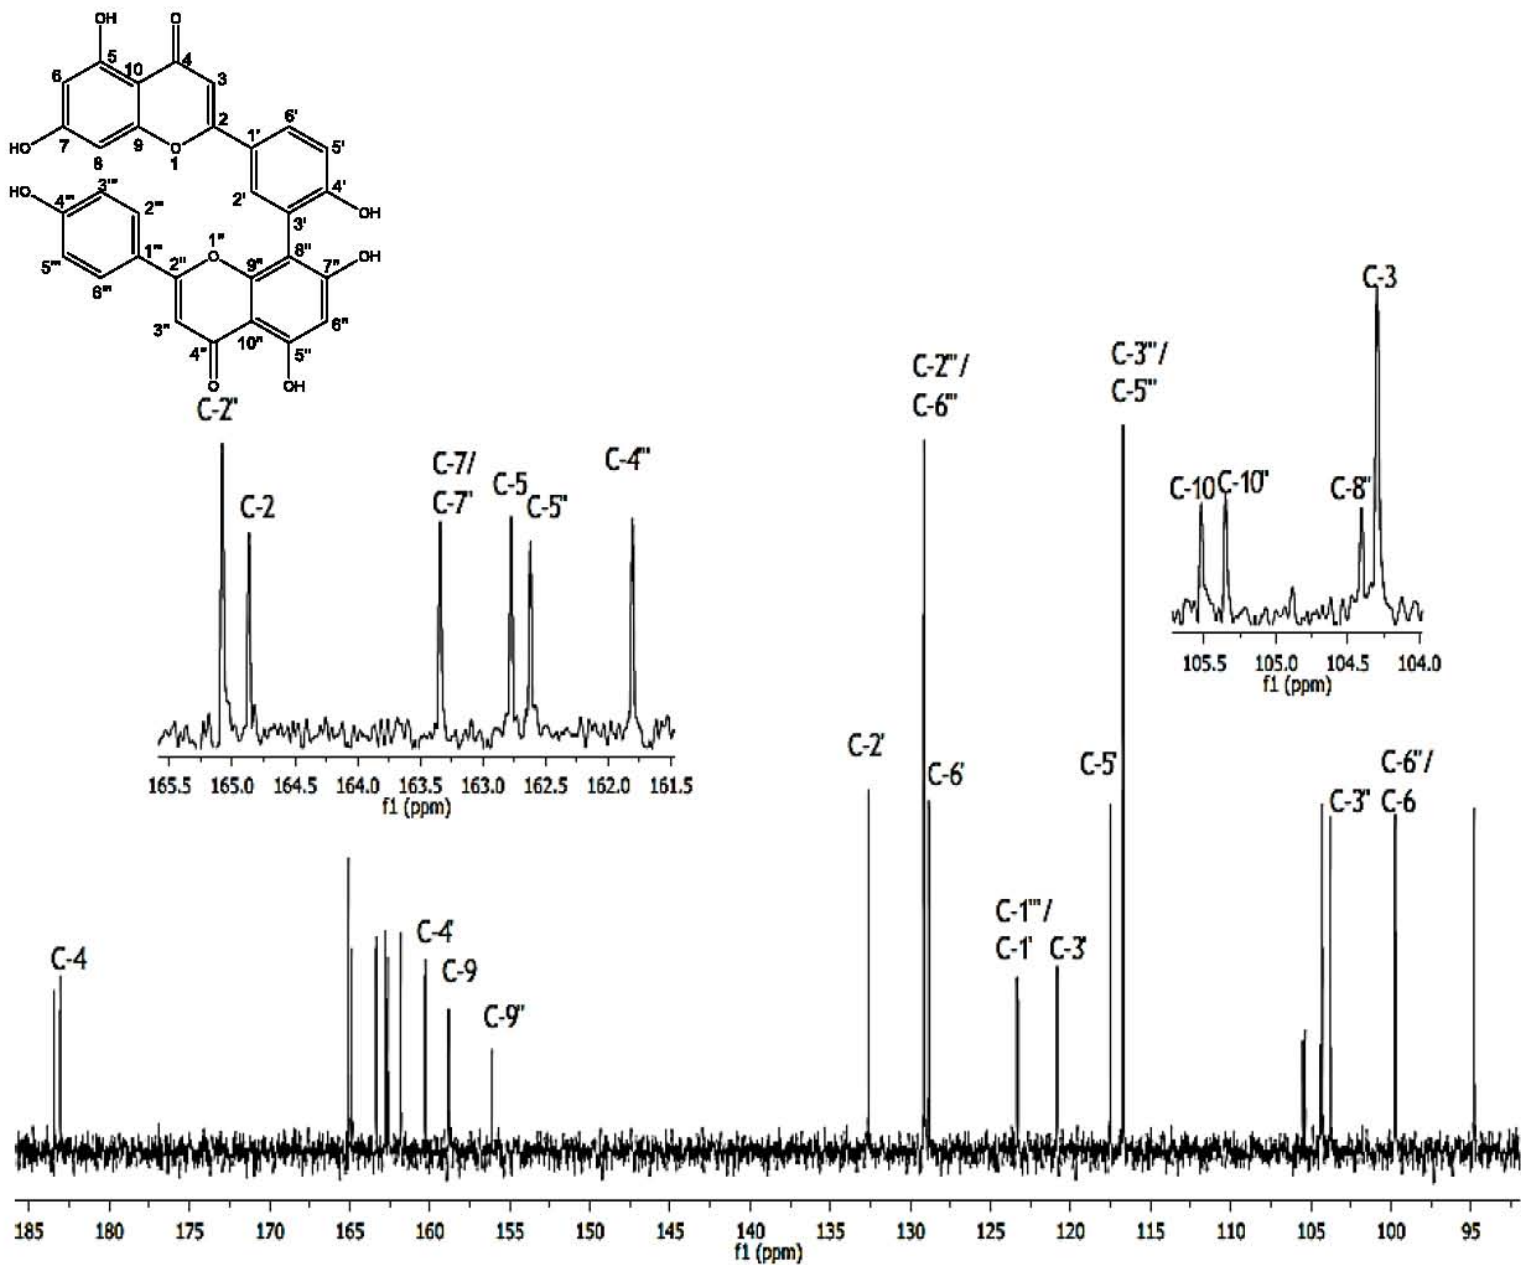 OH
O
5
4
6
10
3
2
7
9
HO
8
O
1
1'
6'
5'
2'
4'
OH
3'
HO
3'''
4'''
2'''
5'''
1'''
6'''
O
1''
2''
9''
8''
7''
OH
3''
10''
6''
4''
5''
O
OH
C-2''
C-2
C-7/
C-7''
C-5
C-5''
C-4'''
165.5 165.0 164.5 164.0 163.5 163.0 162.5 162.0 161.5
f1 (ppm)
C-2'''/
C-6'''
C-3'''/
C-5'''
C-10
C-10''
C-8''
C-3
105.5 105.0 104.5 104.0
f1 (ppm)
C-2'
C-6'
C-5'
C-3''
C-6''/
C-6
C-4
C-4'
C-9
C-9''
C-1'''/
C-1'
C-3'
185 180 175 170 165 160 155 150 145 140 135 130 125 120 115 110 105 100 95
f1 (ppm)